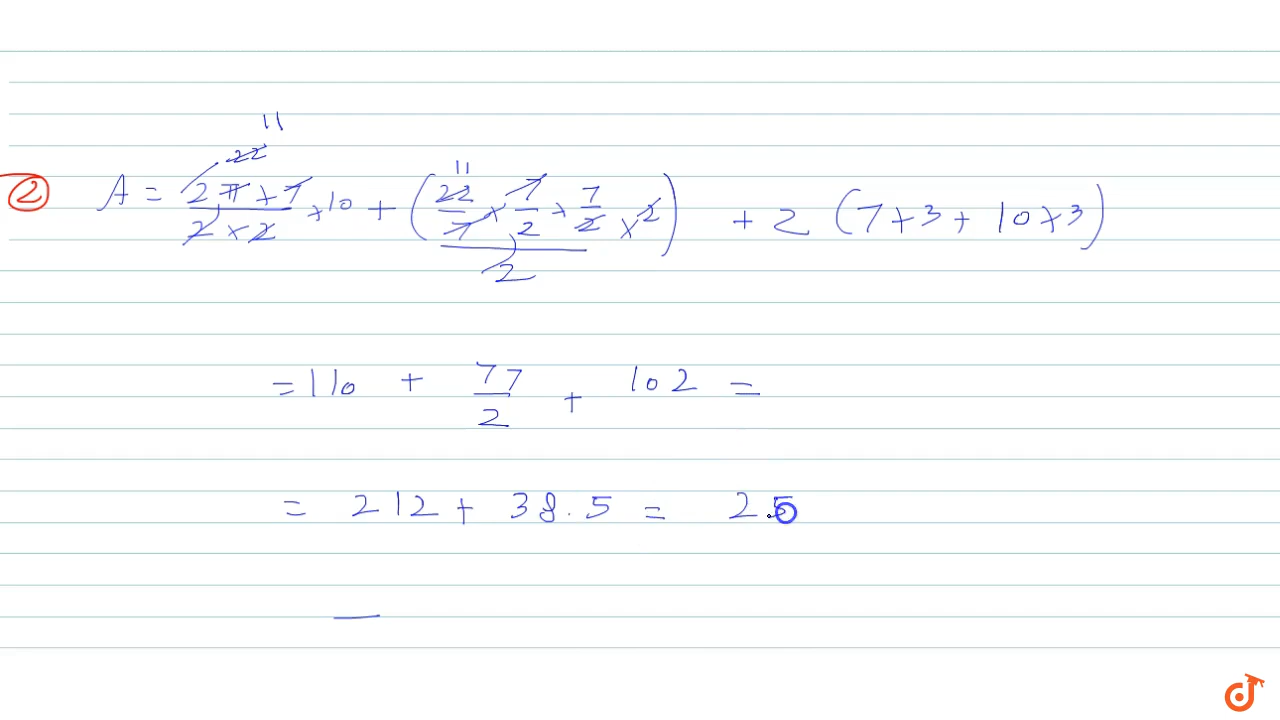 11
22
② A = 2π×7/2×2 ×10 + (22/7 × 7/2 × 7/2 ×2)/2 + 2 (7×3 + 10×3)
11
= 110 + 77/2 + 102 =
= 212 + 38.5 = 25